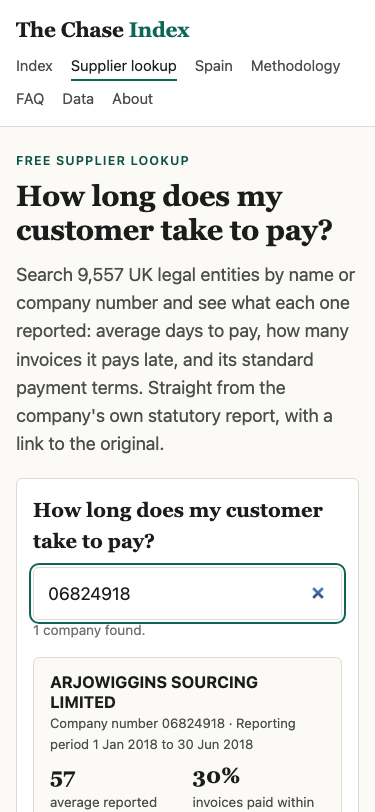 The Chase Index
Index Supplier lookup Spain Methodology
FAQ Data About
FREE SUPPLIER LOOKUP
How long does my
customer take to pay?
Search 9,557 UK legal entities by name or
company number and see what each one
reported: average days to pay, how many
invoices it pays late, and its standard
payment terms. Straight from the
company's own statutory report, with a
link to the original.
How long does my customer
take to pay?
06824918
1 company found.
ARJOWIGGINS SOURCING
LIMITED
Company number 06824918 · Reporting
period 1 Jan 2018 to 30 Jun 2018
57 30%
average reported invoices paid within